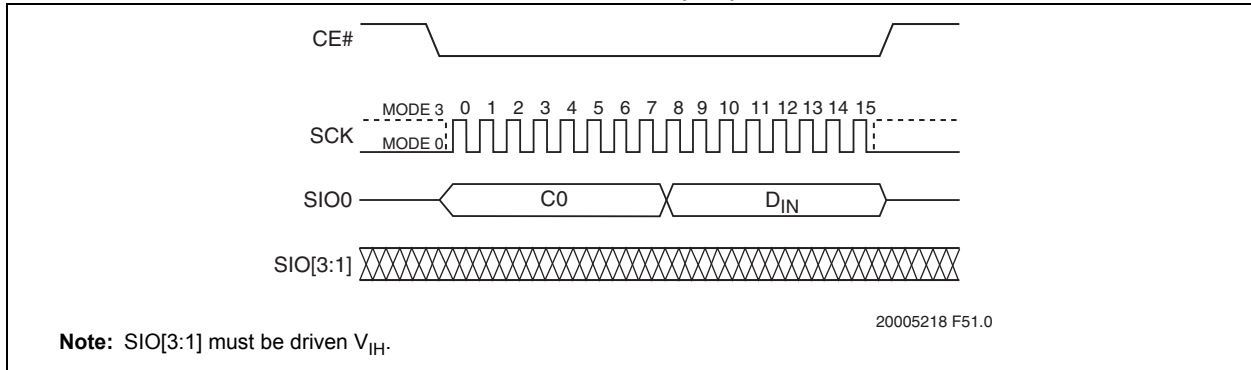 CE#
MODE 3 0 1 2 3 4 5 6 7 8 9 10 11 12 13 14 15
SCK
MODE 0
SIO0 C0 DIN
SIO[3:1]
20005218 F51.0
Note: SIO[3:1] must be driven VIH.